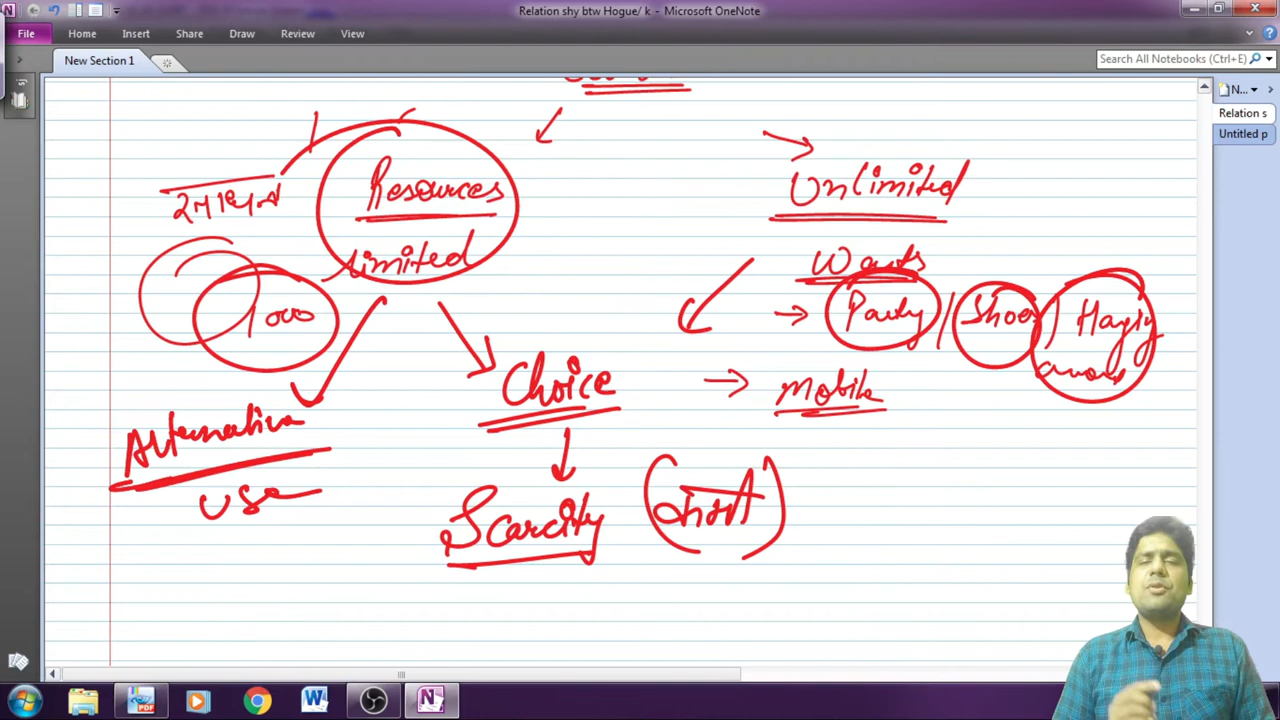 Relation shy btw Hogue/ k - Microsoft OneNote
File Home Insert Share Draw Review View
New Section 1
Search All Notebooks (Ctrl+E)
N...
Relation s
Untitled p
Resources
limited
Unlimited
Wants
1000
Party / Shoes /
Choice
Mobile
Alternative
use
Scarcity